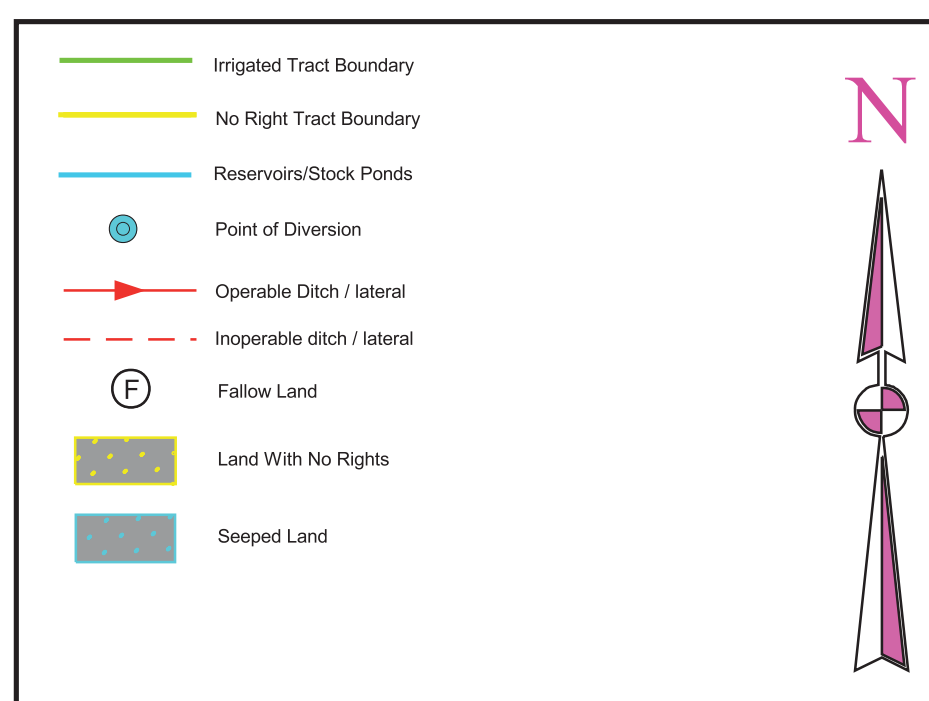 Irrigated Tract Boundary
N
No Right Tract Boundary
Reservoirs/Stock Ponds
Point of Diversion
Operable Ditch / lateral
Inoperable ditch / lateral
F
Fallow Land
Land With No Rights
Seeped Land